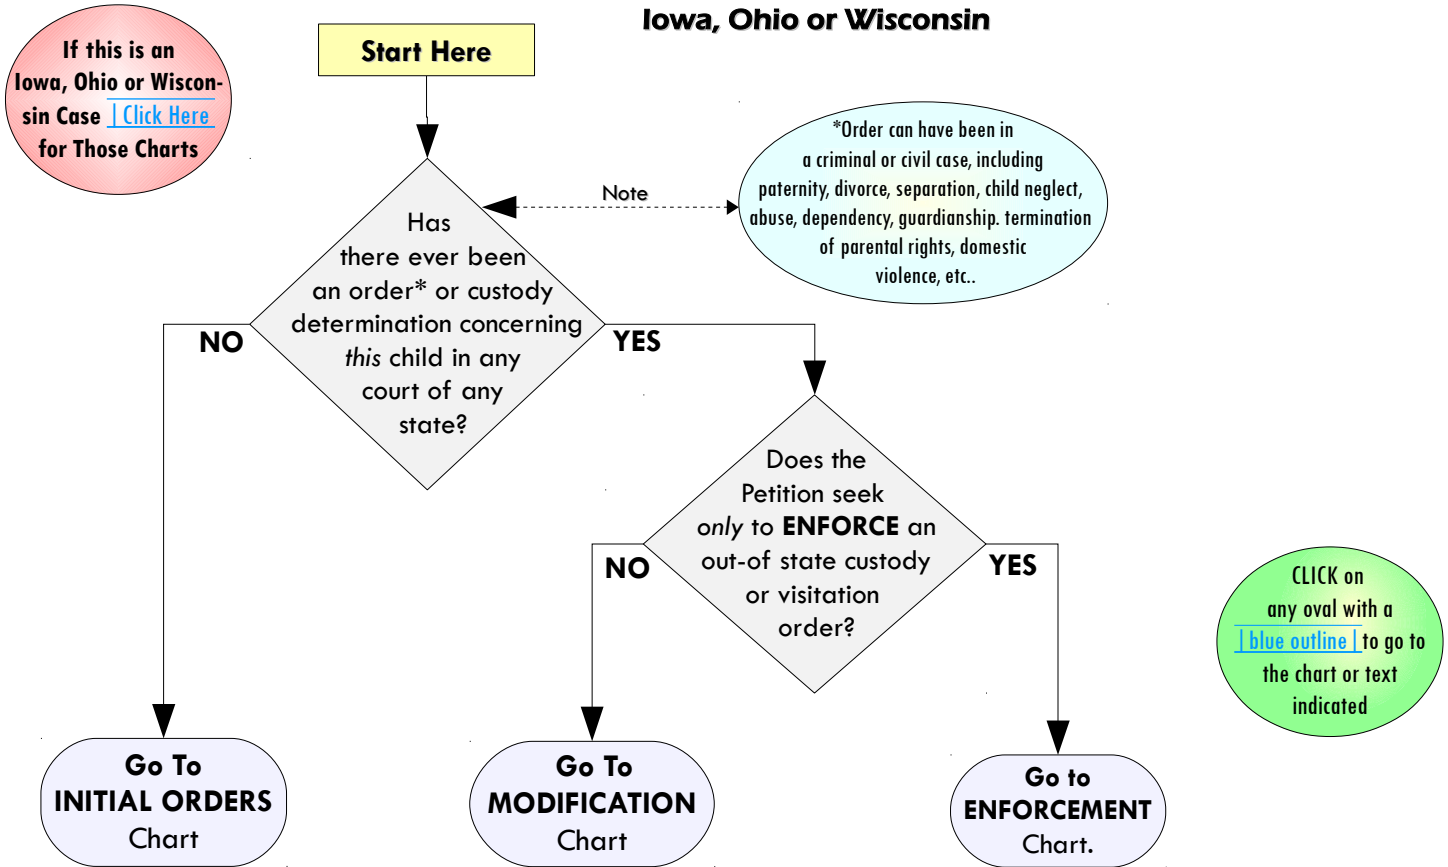 Iowa, Ohio or Wisconsin
If this is an
Iowa, Ohio or Wiscon-
sin Case | Click Here
for Those Charts
Start Here
*Order can have been in
a criminal or civil case, including
paternity, divorce, separation, child neglect,
abuse, dependency, guardianship. termination
of parental rights, domestic
violence, etc..
Note
Has
there ever been
an order* or custody
determination concerning
this child in any
court of any
state?
NO
YES
Does the
Petition seek
only to ENFORCE an
out-of state custody
or visitation
order?
NO
YES
CLICK on
any oval with a
| blue outline | to go to
the chart or text
indicated
Go To
INITIAL ORDERS
Chart
Go To
MODIFICATION
Chart
Go to
ENFORCEMENT
Chart.